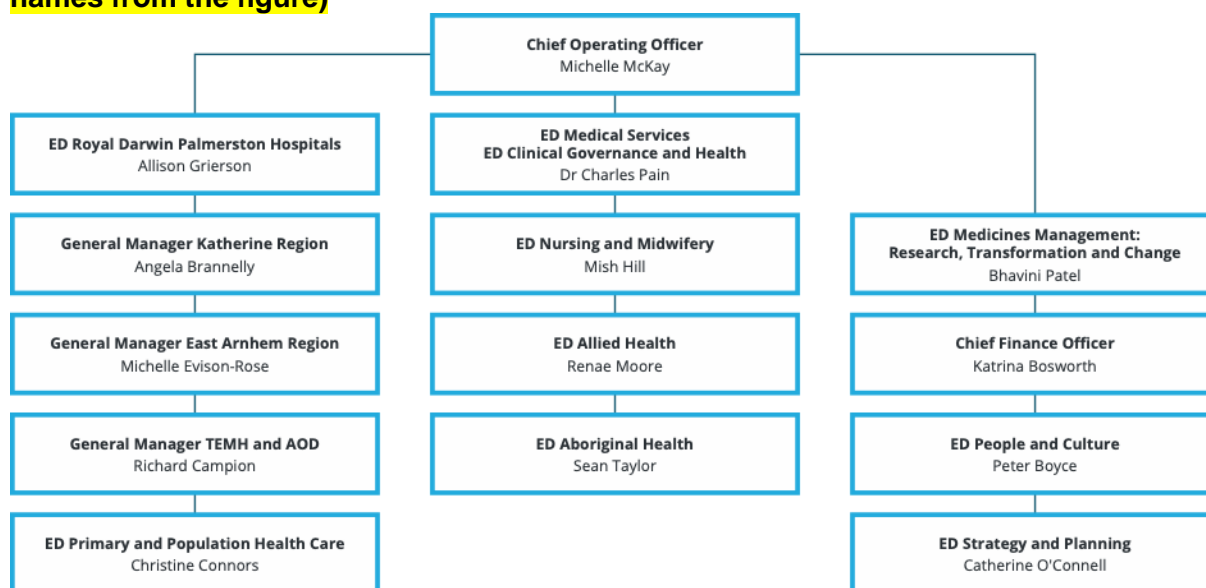 names from the figure)
Chief Operating Officer
Michelle McKay
ED Royal Darwin Palmerston Hospitals
Allison Grierson
General Manager Katherine Region
Angela Brannelly
General Manager East Arnhem Region
Michelle Evison-Rose
General Manager TEMH and AOD
Richard Campion
ED Primary and Population Health Care
Christine Connors
ED Medical Services
ED Clinical Governance and Health
Dr Charles Pain
ED Nursing and Midwifery
Mish Hill
ED Allied Health
Renae Moore
ED Aboriginal Health
Sean Taylor
ED Medicines Management:
Research, Transformation and Change
Bhavini Patel
Chief Finance Officer
Katrina Bosworth
ED People and Culture
Peter Boyce
ED Strategy and Planning
Catherine O'Connell